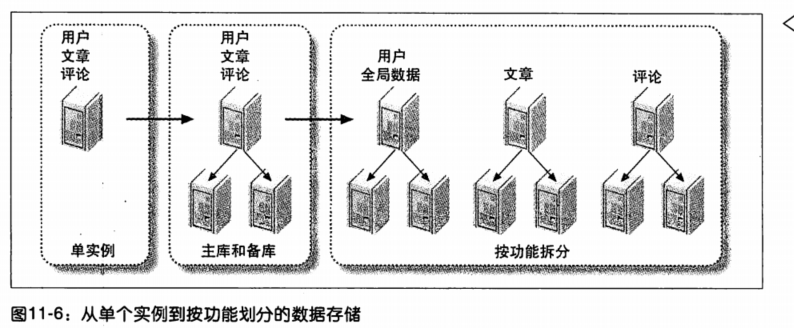 用户
文章
评论
单实例
用户
文章
评论
主库和备库
用户
全局数据
文章
评论
按功能拆分
图11-6：从单个实例到按功能划分的数据存储